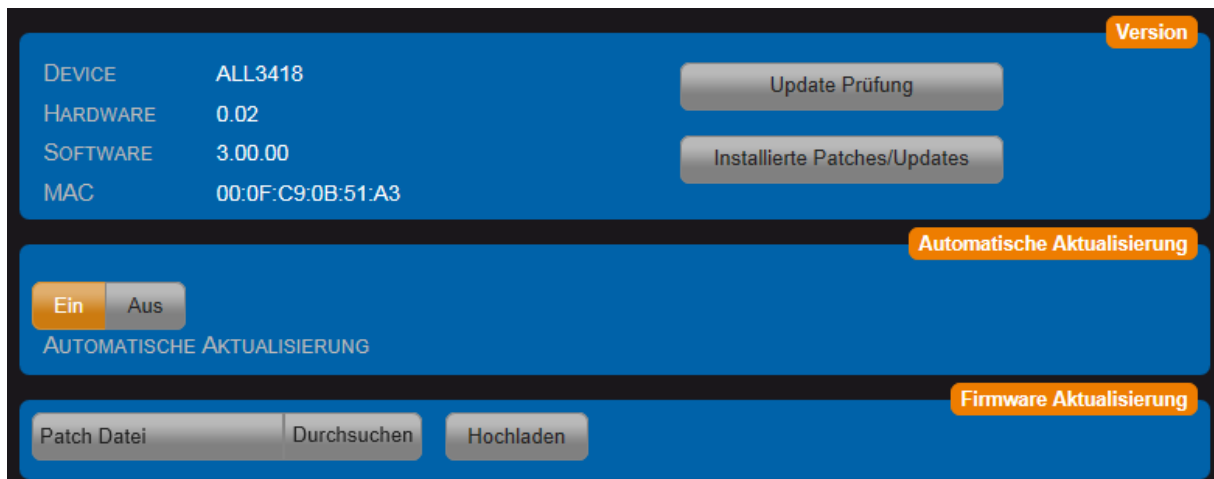 Version
DEVICE ALL3418
Update Prüfung
HARDWARE 0.02
SOFTWARE 3.00.00
Installierte Patches/Updates
MAC 00:0F:C9:0B:51:A3
Automatische Aktualisierung
Ein Aus
AUTOMATISCHE AKTUALISIERUNG
Firmware Aktualisierung
Patch Datei Durchsuchen Hochladen